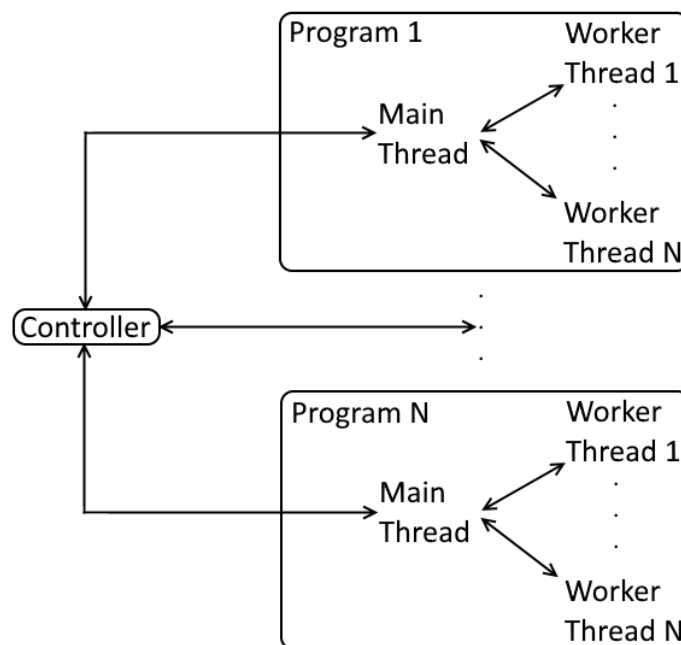 Program 1
Worker
Thread 1
Main
Thread
Worker
Thread N
Controller
Program N
Worker
Thread 1
Main
Thread
Worker
Thread N